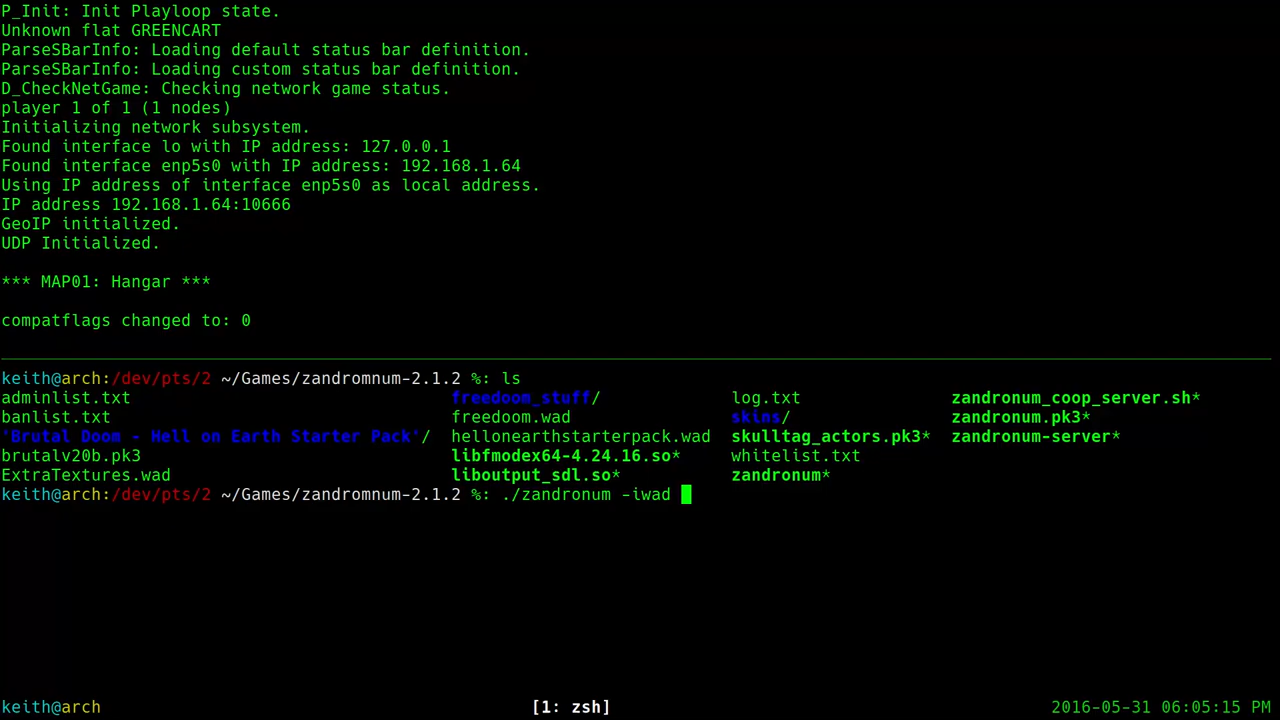 P_Init: Init Playloop state.
Unknown flat GREENCART
ParseSBarInfo: Loading default status bar definition.
ParseSBarInfo: Loading custom status bar definition.
D_CheckNetGame: Checking network game status.
player 1 of 1 (1 nodes)
Initializing network subsystem.
Found interface lo with IP address: 127.0.0.1
Found interface enp5s0 with IP address: 192.168.1.64
Using IP address of interface enp5s0 as local address.
IP address 192.168.1.64:10666
GeoIP initialized.
UDP Initialized.
*** MAP01: Hangar ***
compatflags changed to: 0
keith@arch:/dev/pts/2 ~/Games/zandromnum-2.1.2 %: ls
adminlist.txt freedoom_stuff/ log.txt zandronum_coop_server.sh*
banlist.txt freedoom.wad skins/ zandronum.pk3*
'Brutal Doom - Hell on Earth Starter Pack'/ hellonearthstarterpack.wad skulltag_actors.pk3* zandronum-server*
brutalv20b.pk3 libfmodex64-4.24.16.so* whitelist.txt
ExtraTextures.wad liboutput_sdl.so* zandronum*
keith@arch:/dev/pts/2 ~/Games/zandromnum-2.1.2 %: ./zandronum -iwad
keith@arch [1: zsh] 2016-05-31 06:05:15 PM